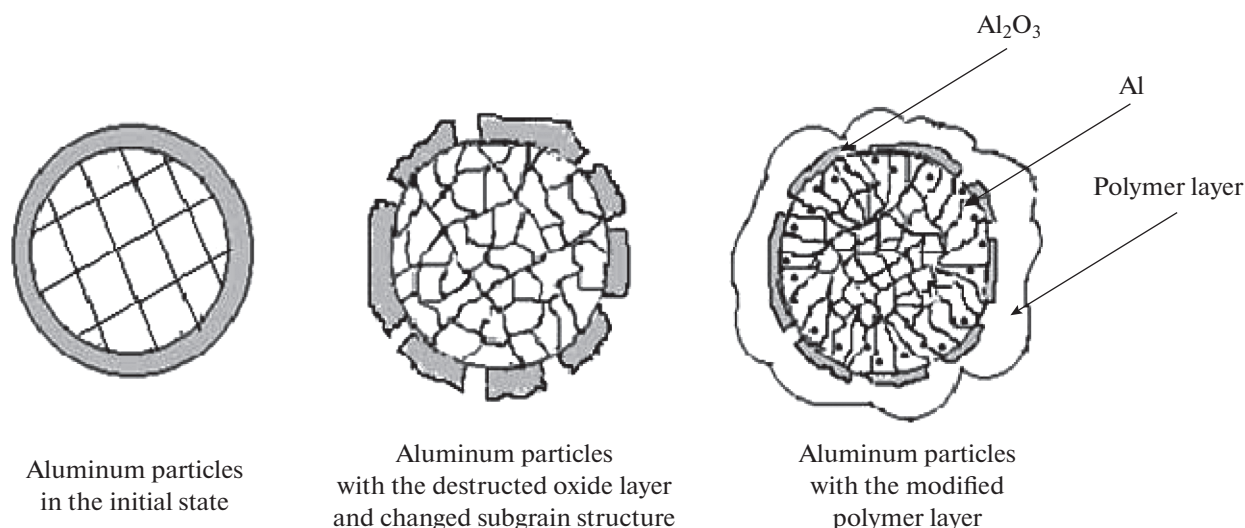 Al₂O₃
Al
Polymer layer
Aluminum particles
in the initial state
Aluminum particles
with the destructed oxide layer
and changed subgrain structure
Aluminum particles
with the modified
polymer layer